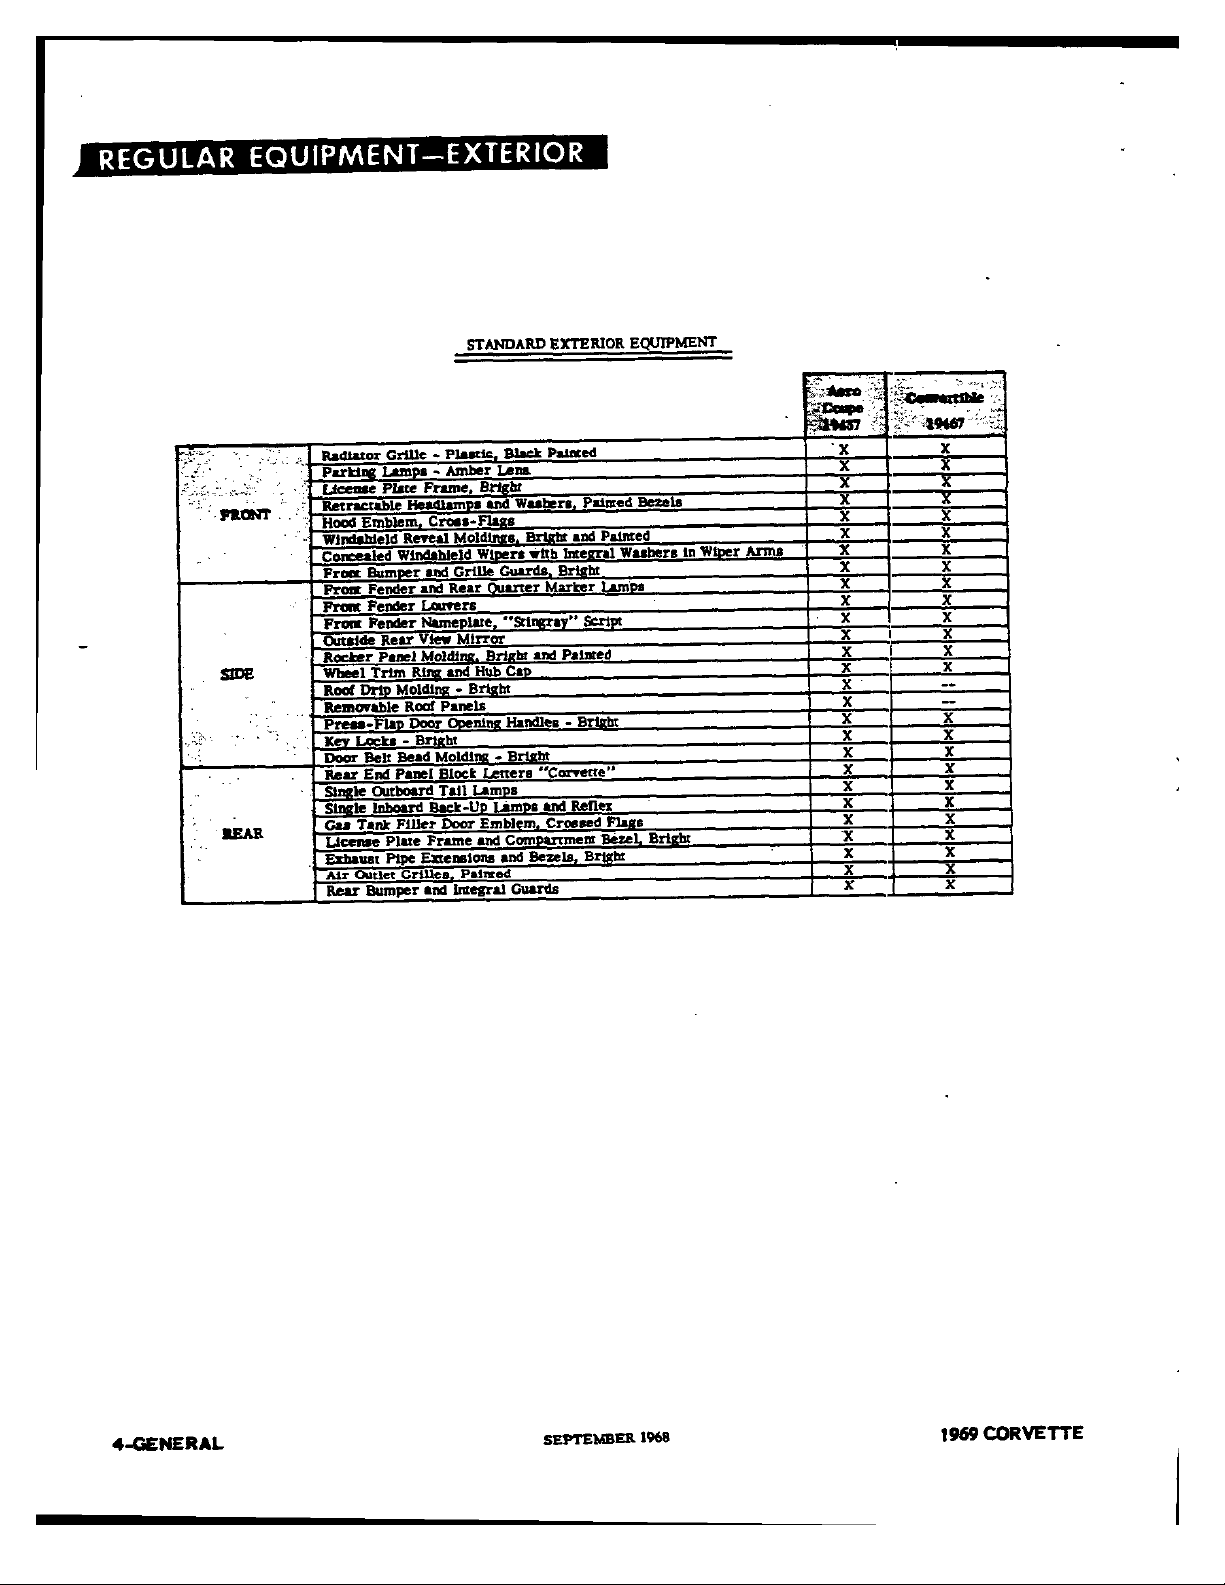 REGULAR EQUIPMENT—EXTERIOR
STANDARD EXTERIOR EQUIPMENT
Aero Coupe 19437 Convertible 19467
FRONT
Radiator Grille - Plastic, Black Painted X X
Parking Lamps - Amber Lens X X
License Plate Frame, Bright X X
Retractable Headlamps and Washers, Painted Bezels X X
Hood Emblem, Cross-Flags X X
Windshield Reveal Moldings, Bright and Painted X X
Concealed Windshield Wipers with Integral Washers in Wiper Arms X X
Front Bumper and Grille Guards, Bright X X
SIDE
Front Fender and Rear Quarter Marker Lamps X X
Front Fender Louvers X X
Front Fender Nameplate, "Stingray" Script X X
Outside Rear View Mirror X X
Rocker Panel Molding, Bright and Painted X X
Wheel Trim Ring and Hub Cap X X
Roof Drip Molding - Bright X --
Removable Roof Panels X --
Press-Flap Door Opening Handles - Bright X X
Key Locks - Bright X X
Door Belt Bead Molding - Bright X X
REAR
Rear End Panel Block Letters "Corvette" X X
Single Outboard Tail Lamps X X
Single Inboard Back-Up Lamps and Reflex X X
Gas Tank Filler Door Emblem, Crossed Flags X X
License Plate Frame and Compartment Bezel, Bright X X
Exhaust Pipe Extensions and Bezels, Bright X X
Air Outlet Grilles, Painted X X
Rear Bumper and Integral Guards X X
4-GENERAL SEPTEMBER 1968 1969 CORVETTE